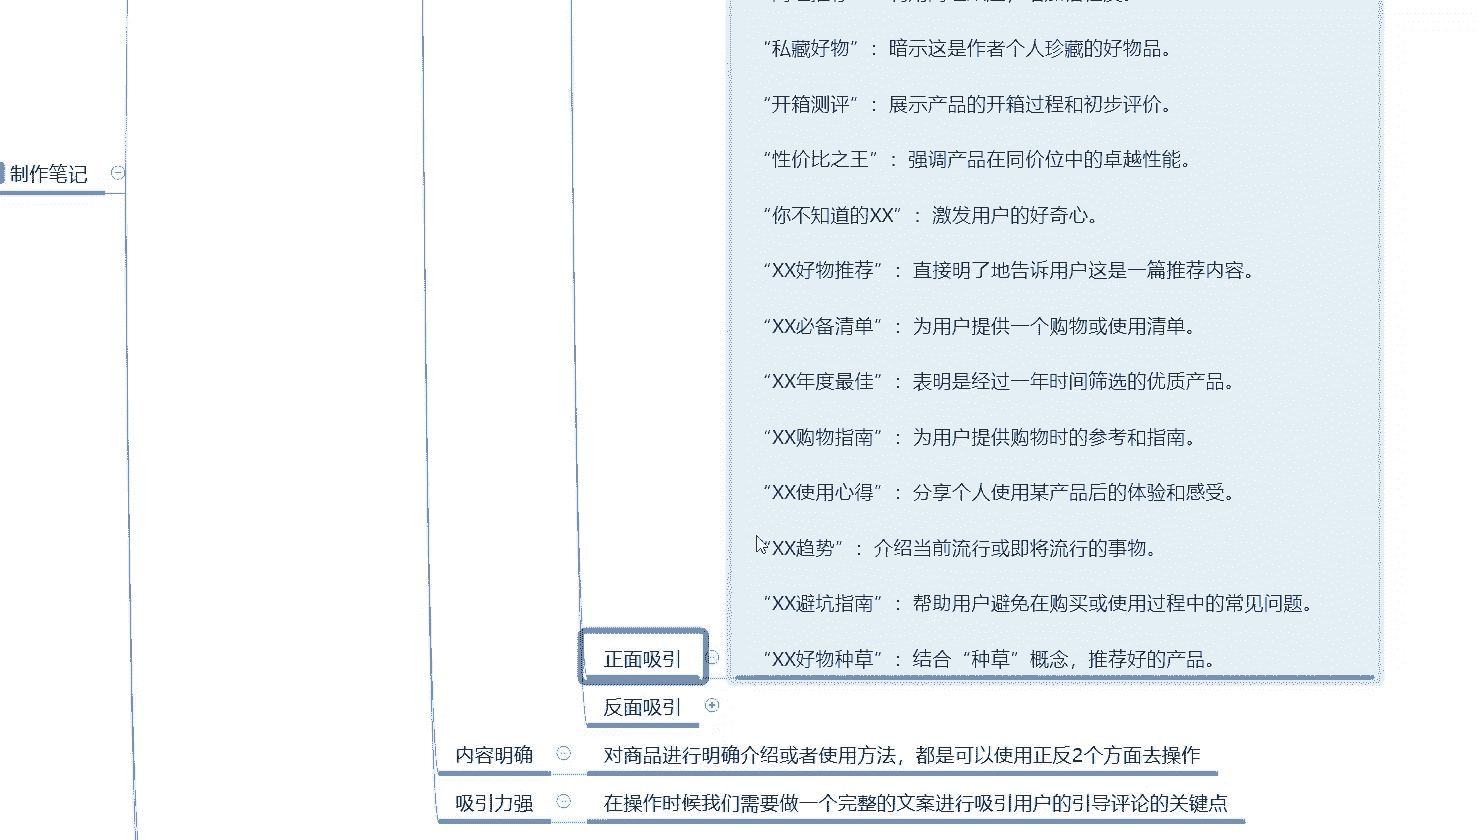 “私藏好物”：暗示这是作者个人珍藏的好物品。
“开箱测评”：展示产品的开箱过程和初步评价。
“性价比之王”：强调产品在同价位中的卓越性能。
制作笔记
“你不知道的XX”：激发用户的好奇心。
“XX好物推荐”：直接明了地告诉用户这是一篇推荐内容。
“XX必备清单”：为用户提供一个购物或使用清单。
“XX年度最佳”：表明是经过一年时间筛选的优质产品。
“XX购物指南”：为用户提供购物时的参考和指南。
“XX使用心得”：分享个人使用某产品后的体验和感受。
“XX趋势”：介绍当前流行或即将流行的事物。
“XX避坑指南”：帮助用户避免在购买或使用过程中的常见问题。
正面吸引
“XX好物种草”：结合“种草”概念，推荐好的产品。
反面吸引
内容明确
对商品进行明确介绍或者使用方法，都是可以使用正反2个方面去操作
吸引力强
在操作时候我们需要做一个完整的文案进行吸引用户的引导评论的关键点